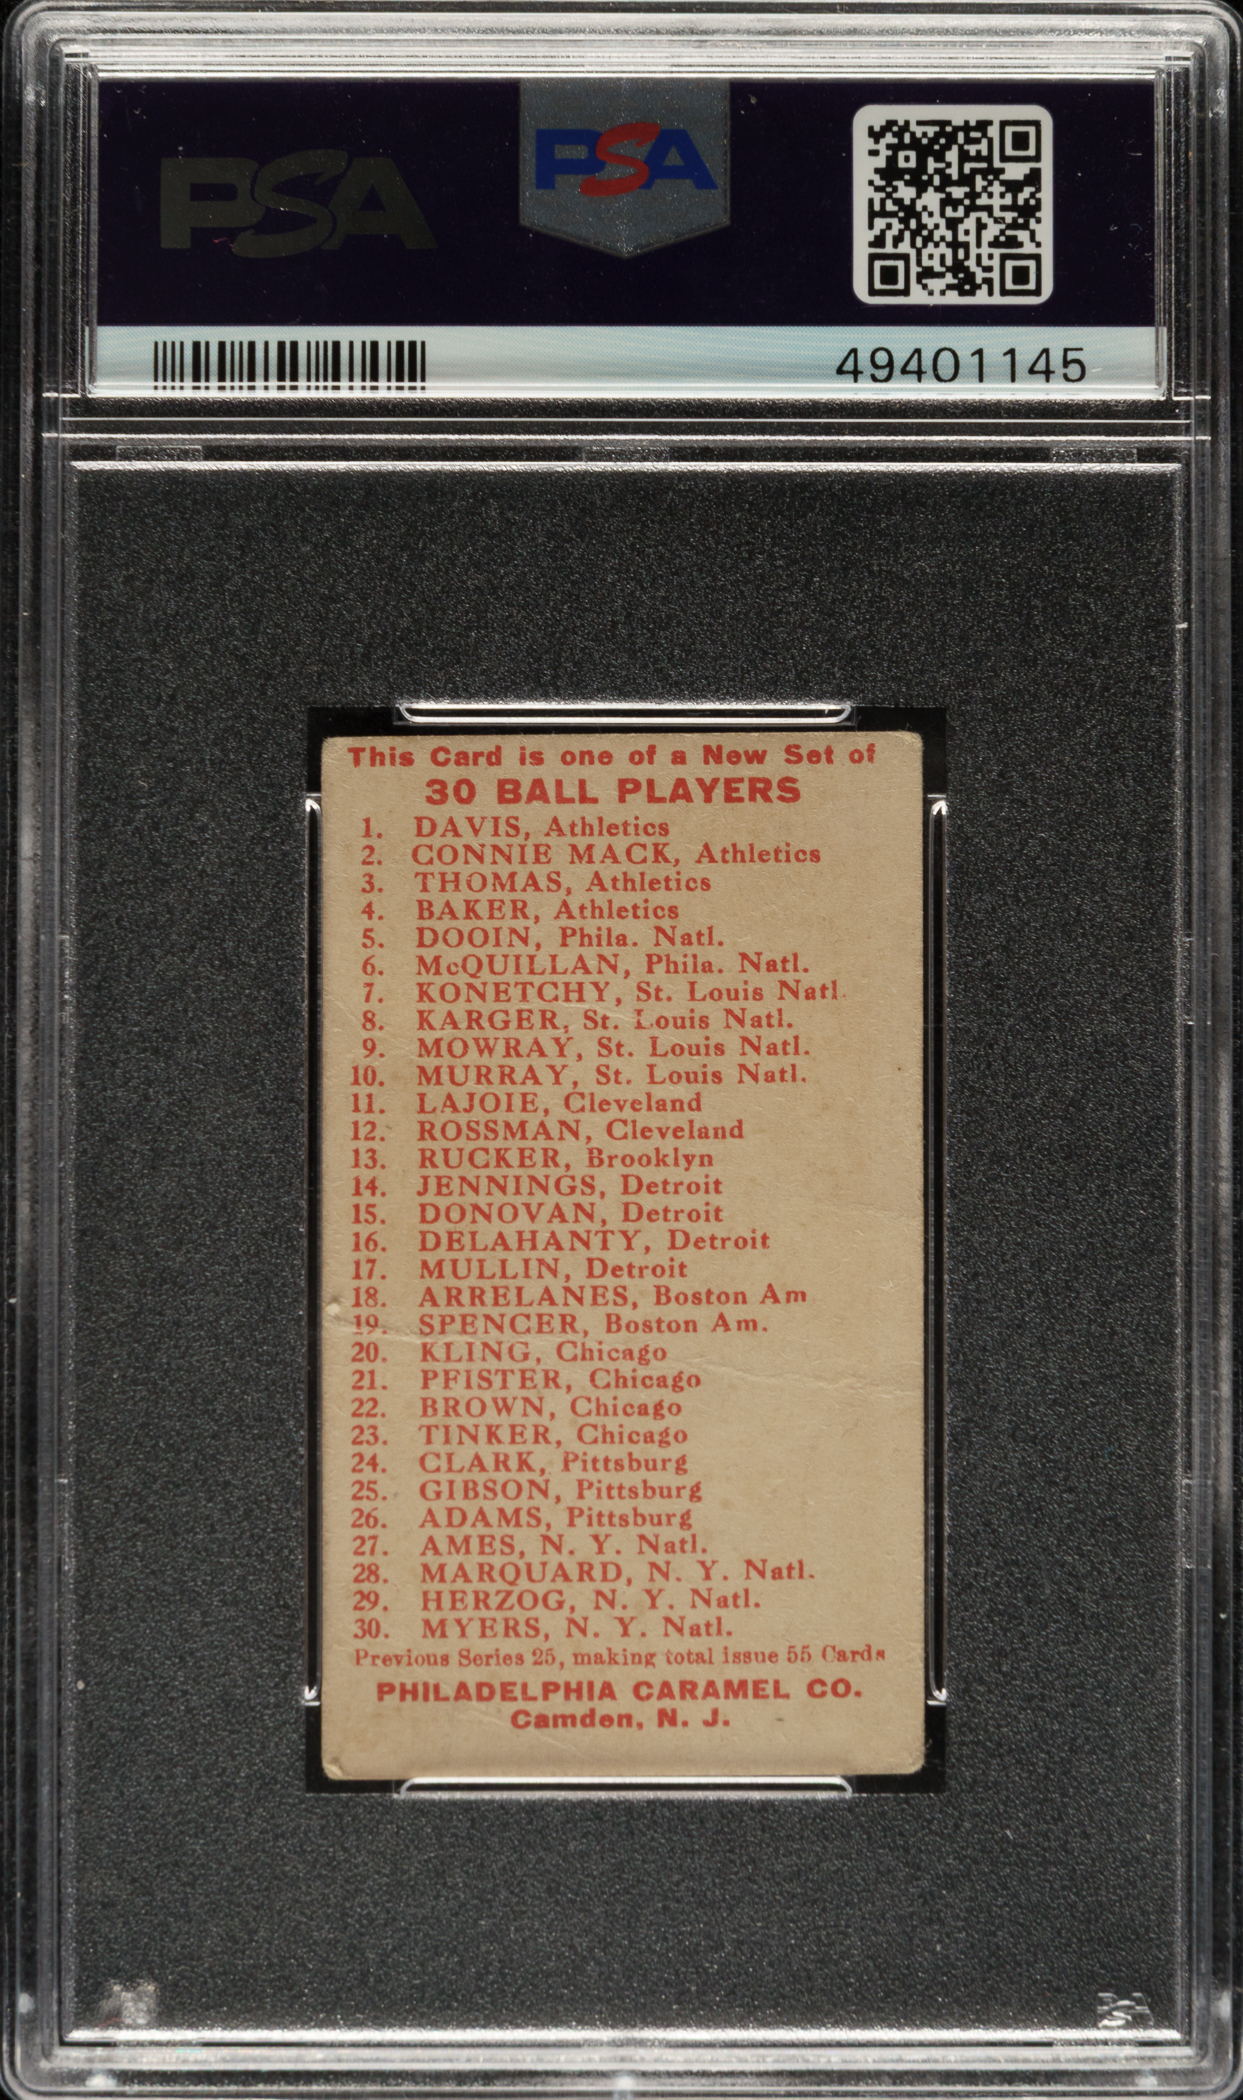 PSA
PSA
49401145
This Card is one of a New Set of
30 BALL PLAYERS
1. DAVIS, Athletics
2. CONNIE MACK, Athletics
3. THOMAS, Athletics
4. BAKER, Athletics
5. DOOIN, Phila. Natl.
6. McQUILLAN, Phila. Natl.
7. KONETCHY, St. Louis Natl.
8. KARGER, St. Louis Natl.
9. MOWRAY, St. Louis Natl.
10. MURRAY, St. Louis Natl.
11. LAJOIE, Cleveland
12. ROSSMAN, Cleveland
13. RUCKER, Brooklyn
14. JENNINGS, Detroit
15. DONOVAN, Detroit
16. DELAHANTY, Detroit
17. MULLIN, Detroit
18. ARRELANES, Boston Am
19. SPENCER, Boston Am.
20. KLING, Chicago
21. PFISTER, Chicago
22. BROWN, Chicago
23. TINKER, Chicago
24. CLARK, Pittsburg
25. GIBSON, Pittsburg
26. ADAMS, Pittsburg
27. AMES, N. Y. Natl.
28. MARQUARD, N. Y. Natl.
29. HERZOG, N. Y. Natl.
30. MYERS, N. Y. Natl.
Previous Series 25, making total issue 55 Cards
PHILADELPHIA CARAMEL CO.
Camden, N. J.
PSA